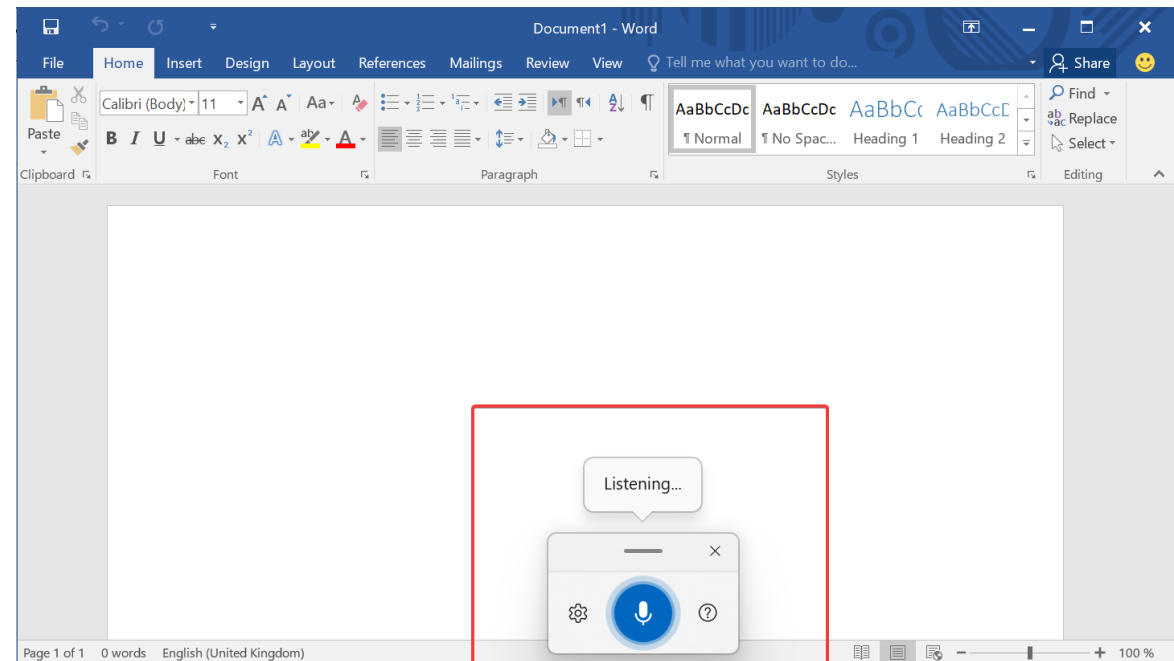 Document1 - Word
File Home Insert Design Layout References Mailings Review View Tell me what you want to do... Share
Paste
Calibri (Body) 11 A A Aa
B I U abc X₂ X² A aby A
AaBbCcDc AaBbCcDc AaBbCc AaBbCcE
¶ Normal ¶ No Spac... Heading 1 Heading 2
Find
Replace
Select
Clipboard Font Paragraph Styles Editing
Listening...
Page 1 of 1 0 words English (United Kingdom) 100 %